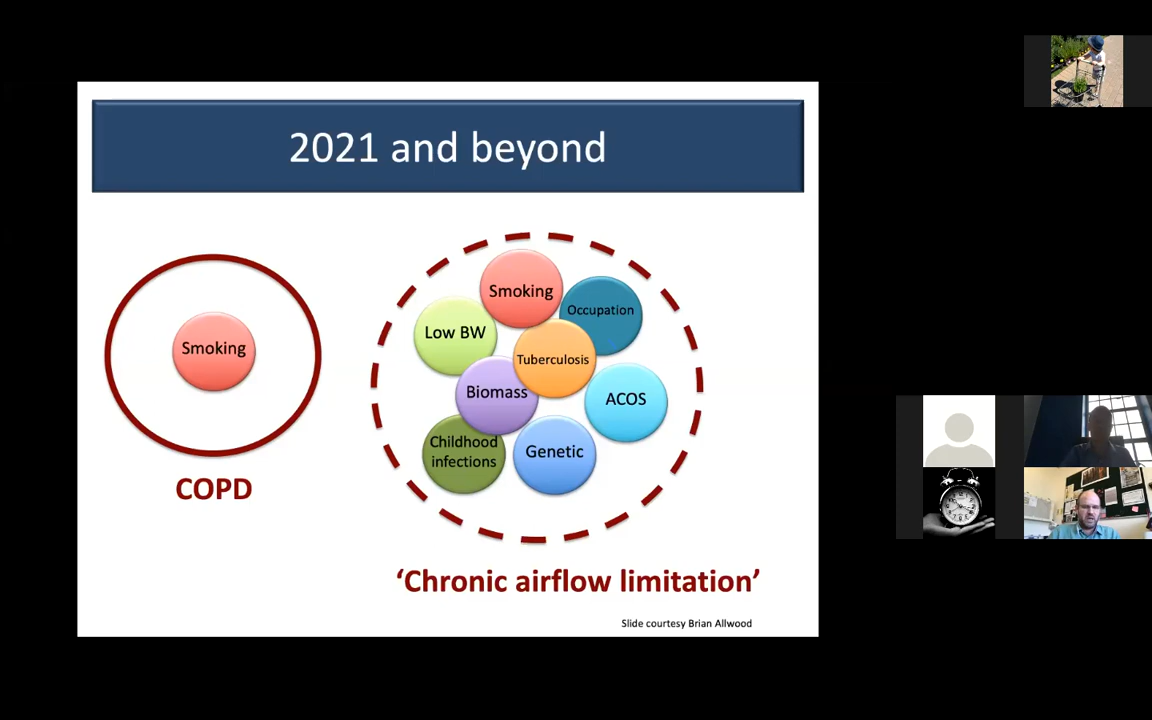 2021 and beyond
Smoking
COPD
Smoking
Occupation
Low BW
Tuberculosis
Biomass
ACOS
Childhood
infections
Genetic
‘Chronic airflow limitation’
Slide courtesy Brian Allwood